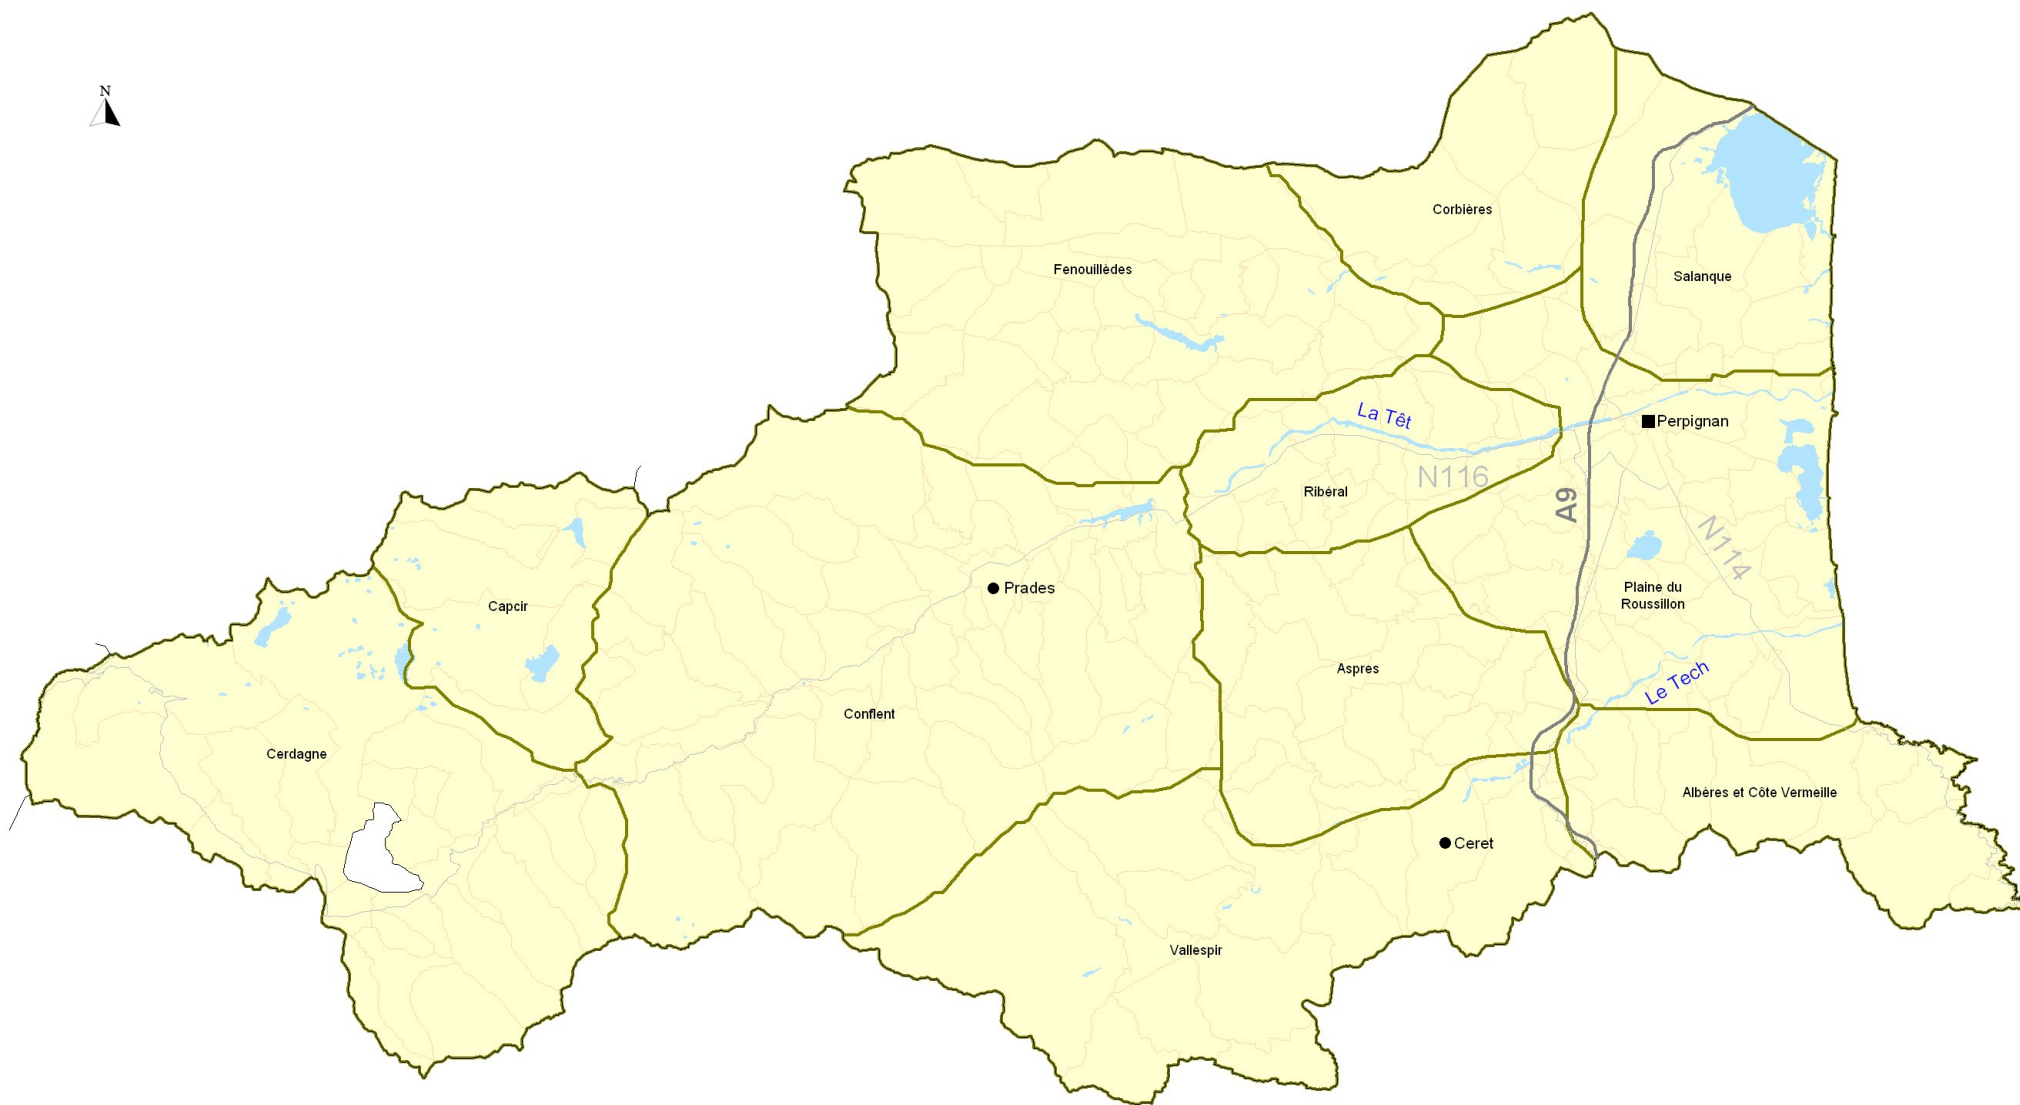 N
Corbières
Fenouillèdes
Salanque
La Têt
Perpignan
N116
Ribéral
A9
N114
Prades
Plaine du
Roussillon
Capcir
Aspres
Le Tech
Conflent
Cerdagne
Albères et Côte Vermeille
Ceret
Vallespir